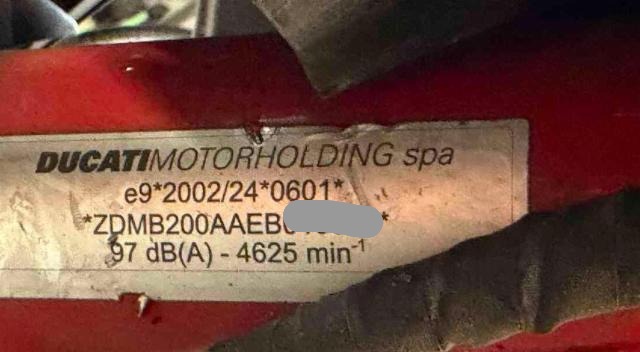 DUCATIMOTORHOLDING spa
e9*2002/24*0601*
*ZDMB200AAEB *
97 dB(A) - 4625 min-1